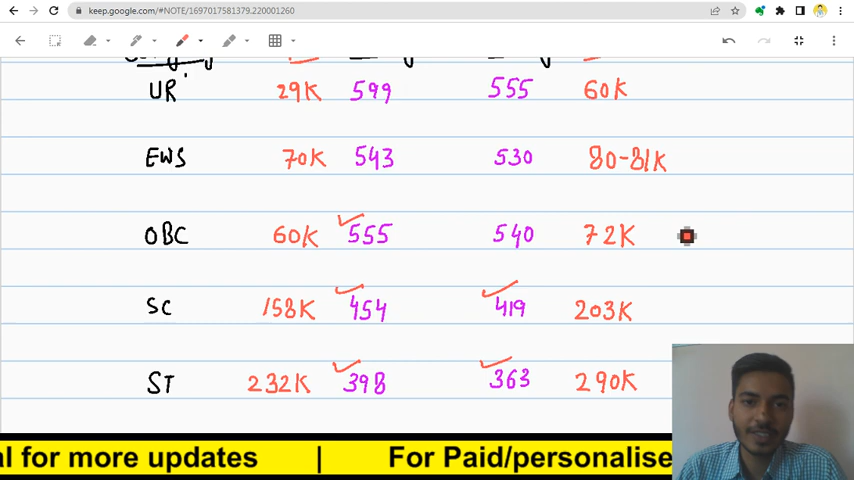 keep.google.com/#NOTE/1697017581379.220001260
UR 29K 599 555 60K
EWS 70K 543 530 80-81K
OBC 60K 555 540 72K
SC 158K 454 419 203K
ST 232K 398 363 290K
al for more updates | For Paid/personalise